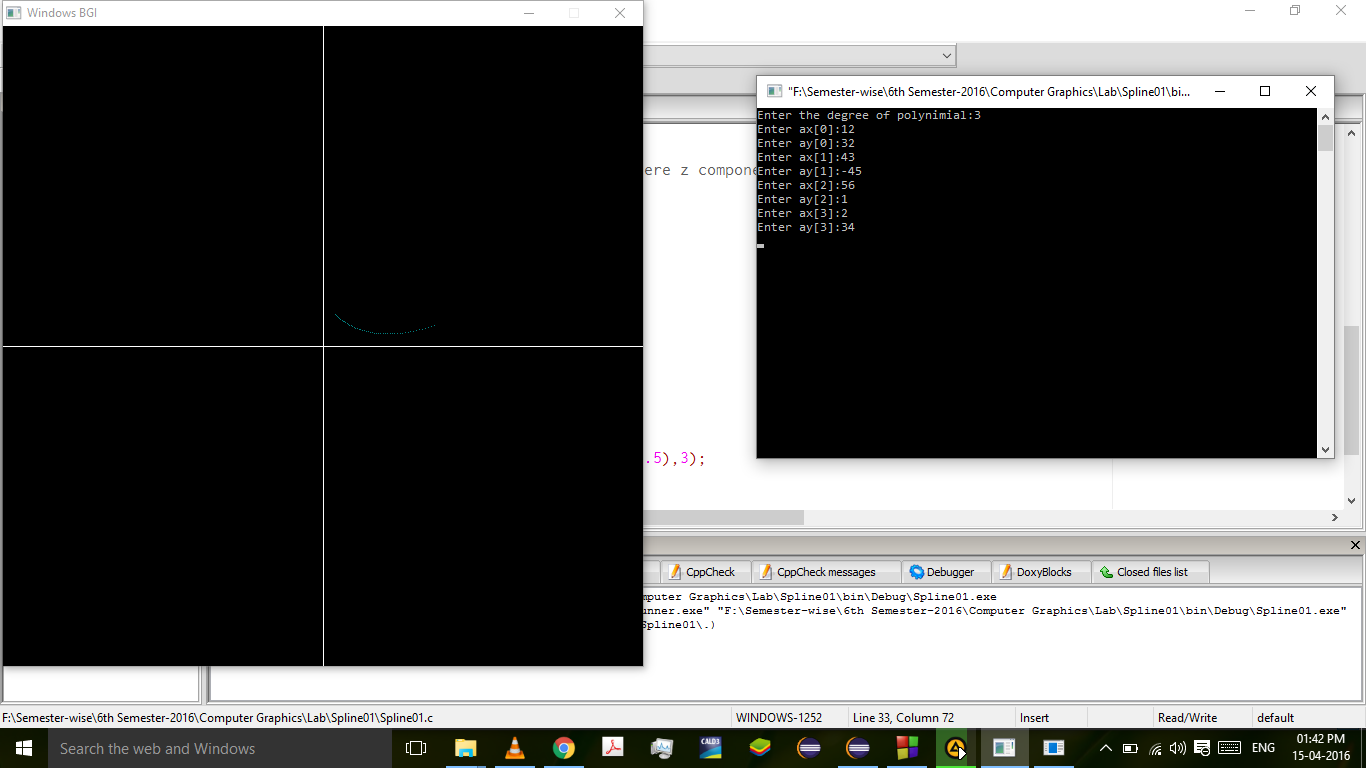 Windows BGI
"F:\Semester-wise\6th Semester-2016\Computer Graphics\Lab\Spline01\bi...
Enter the degree of polynimial:3
Enter ax[0]:12
Enter ay[0]:32
Enter ax[1]:43
Enter ay[1]:-45
Enter ax[2]:56
Enter ay[2]:1
Enter ax[3]:2
Enter ay[3]:34
ere z compone
.5),3);
CppCheck CppCheck messages Debugger DoxyBlocks Closed files list
mputer Graphics\Lab\Spline01\bin\Debug\Spline01.exe
unner.exe" "F:\Semester-wise\6th Semester-2016\Computer Graphics\Lab\Spline01\bin\Debug\Spline01.exe"
Spline01\.)
F:\Semester-wise\6th Semester-2016\Computer Graphics\Lab\Spline01\Spline01.c WINDOWS-1252 Line 33, Column 72 Insert Read/Write default
Search the web and Windows CALD3 ENG 01:42 PM
15-04-2016